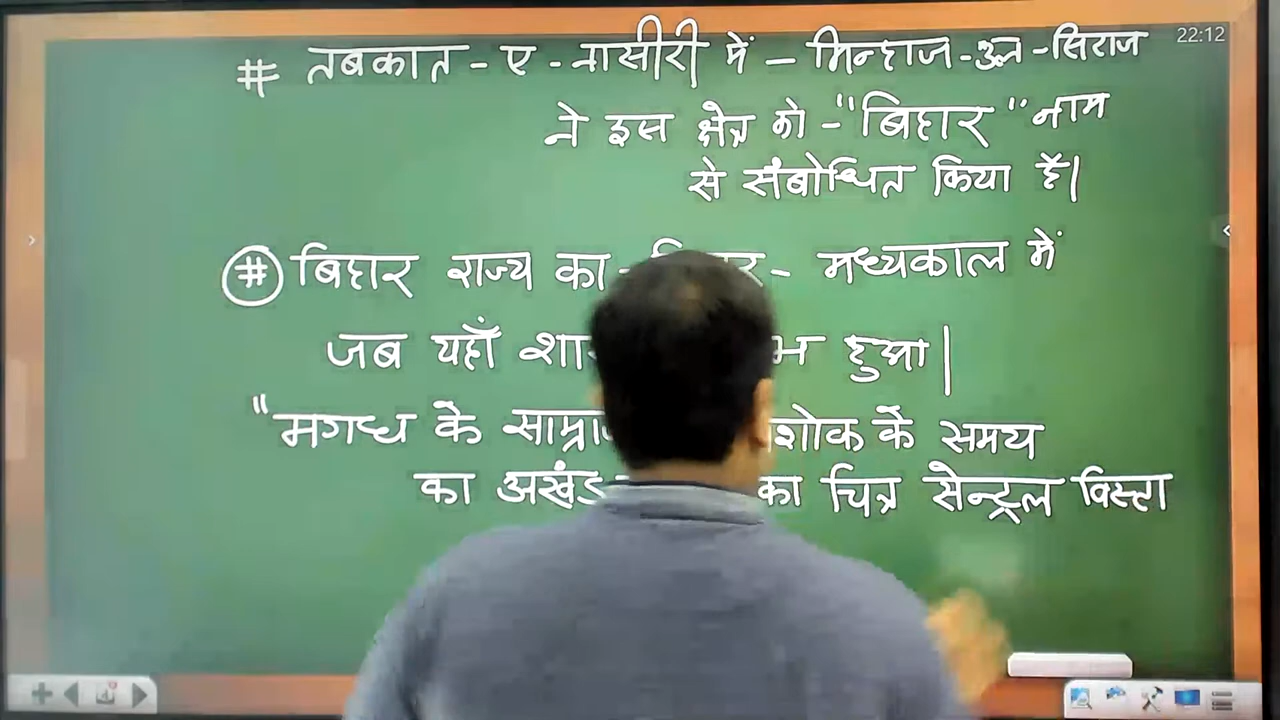 22:12
# तबकात - ए - नासीरी में - मिन्हाज-उल-सिराज
ने इस क्षेत्र को - "बिहार" नाम
से संबोधित किया है|
# बिहार राज्य का - मध्यकाल में
जब यहाँ हुआ|
"मगध के के समय
का अखंड का चित्र सेन्ट्रल विस्टा